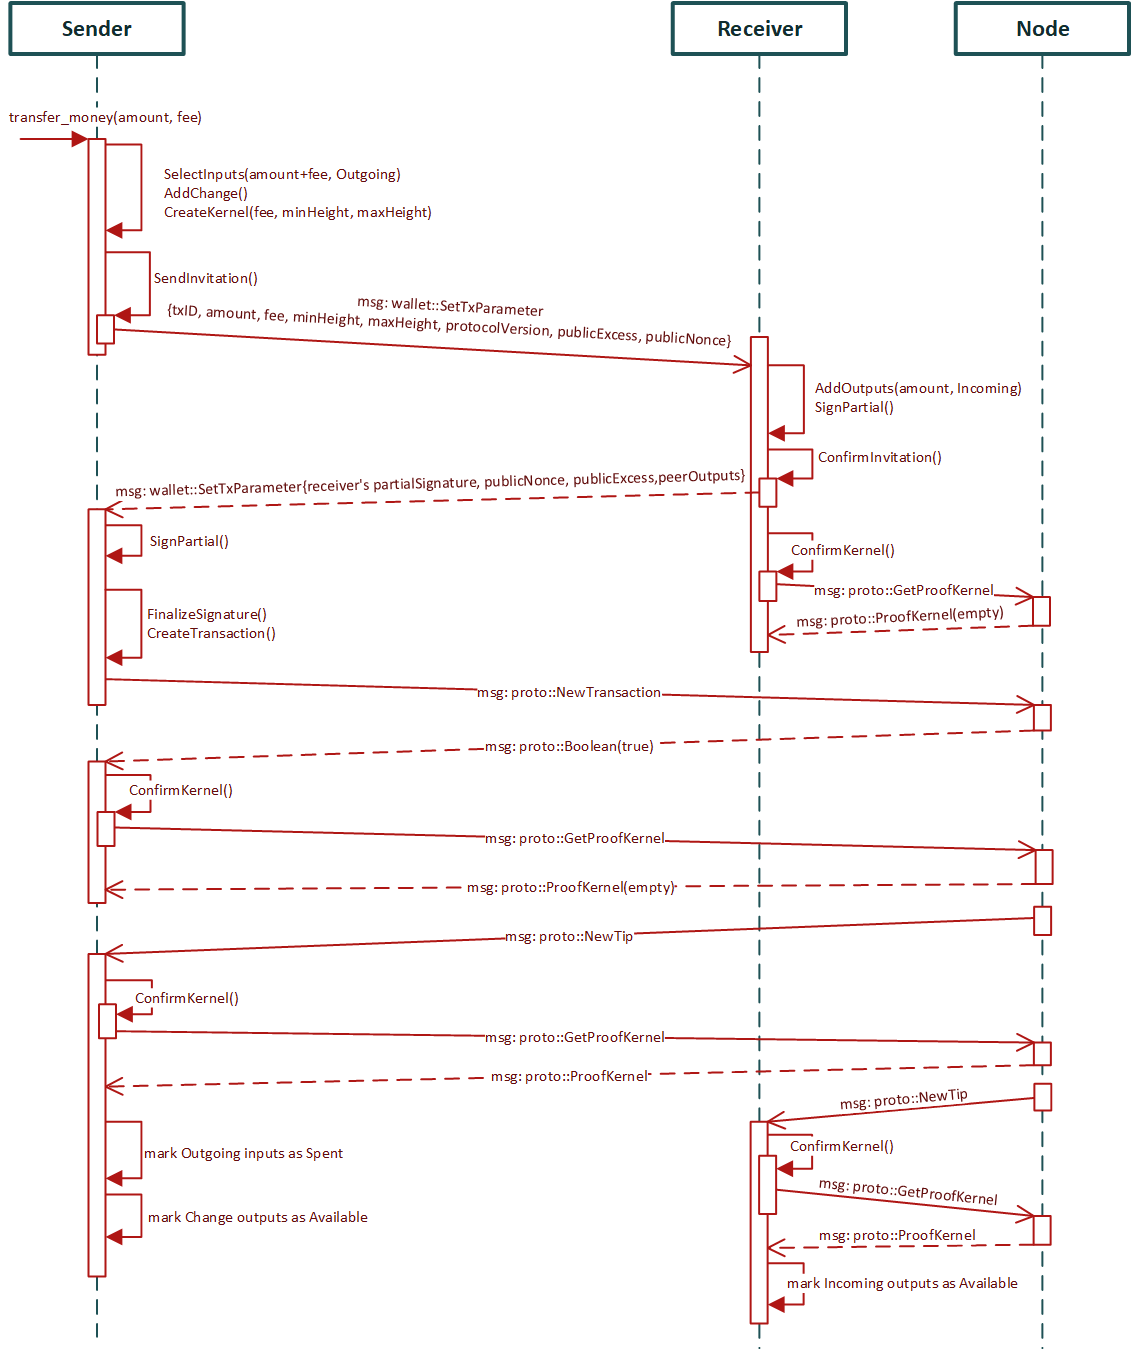 Sender
Receiver
Node
transfer_money(amount, fee)
SelectInputs(amount+fee, Outgoing)
AddChange()
CreateKernel(fee, minHeight, maxHeight)
SendInvitation()
msg: wallet::SetTxParameter
{txID, amount, fee, minHeight, maxHeight, protocolVersion, publicExcess, publicNonce}
AddOutputs(amount, Incoming)
SignPartial()
ConfirmInvitation()
msg: wallet::SetTxParameter{receiver's partialSignature, publicNonce, publicExcess,peerOutputs}
SignPartial()
ConfirmKernel()
msg: proto::GetProofKernel
FinalizeSignature()
CreateTransaction()
msg: proto::ProofKernel(empty)
msg: proto::NewTransaction
msg: proto::Boolean(true)
ConfirmKernel()
msg: proto::GetProofKernel
msg: proto::ProofKernel(empty)
msg: proto::NewTip
ConfirmKernel()
msg: proto::GetProofKernel
msg: proto::ProofKernel
msg: proto::NewTip
mark Outgoing inputs as Spent
ConfirmKernel()
msg: proto::GetProofKernel
mark Change outputs as Available
msg: proto::ProofKernel
mark Incoming outputs as Available